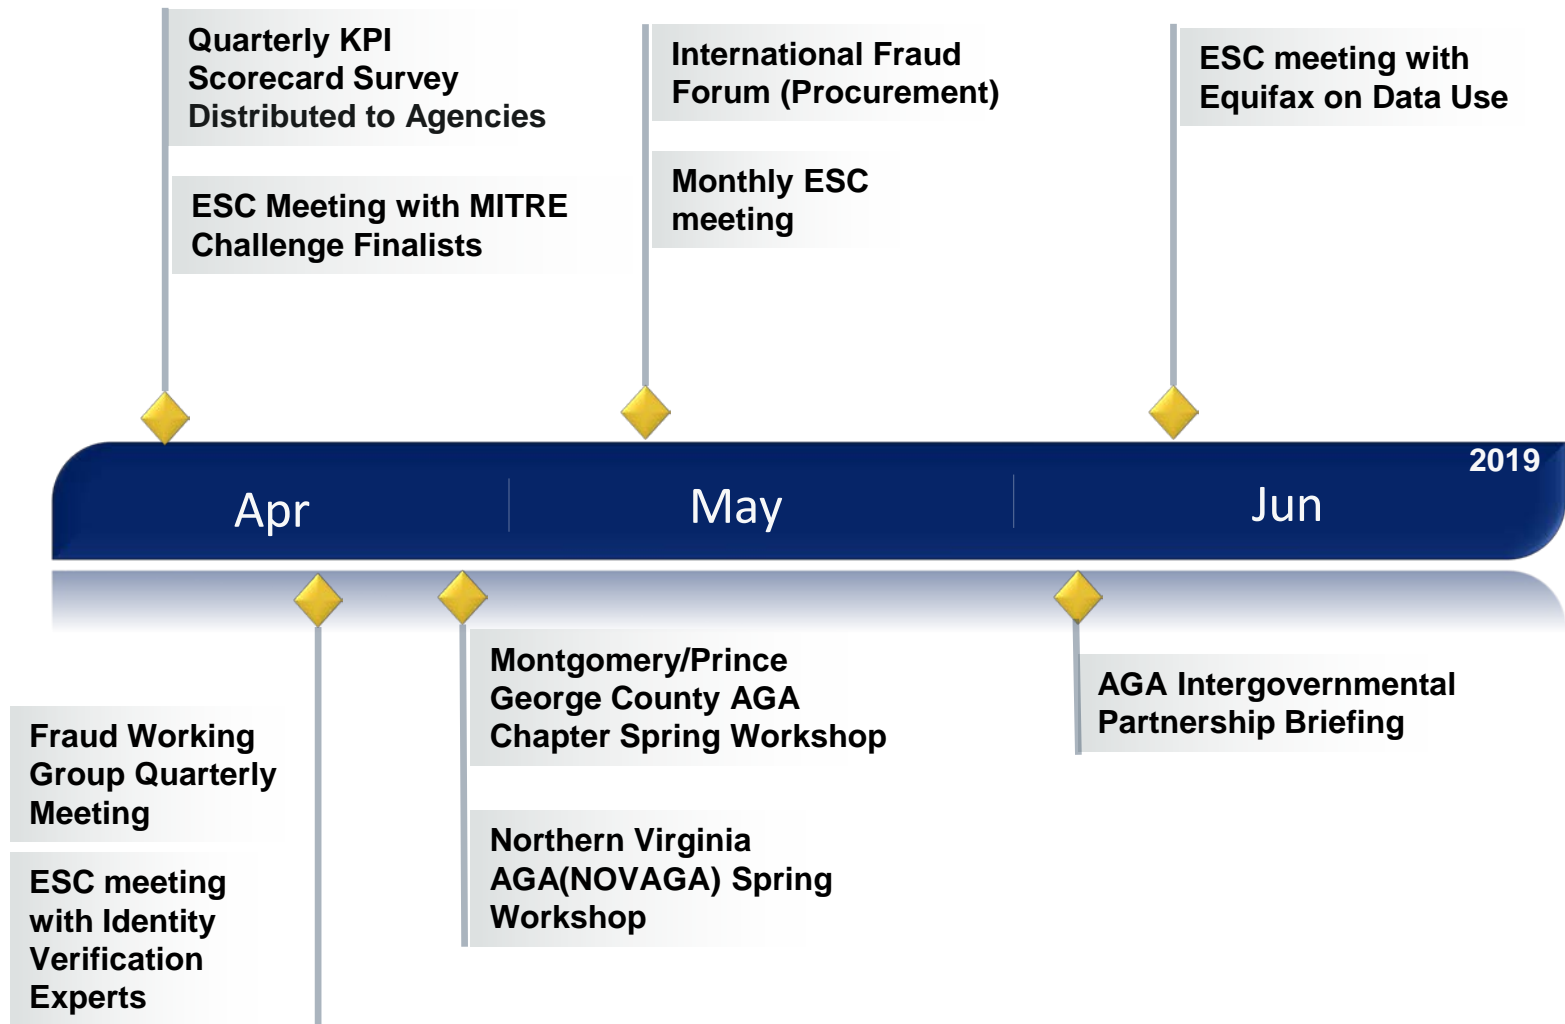 Quarterly KPI
Scorecard Survey
Distributed to Agencies
ESC Meeting with MITRE
Challenge Finalists
International Fraud
Forum (Procurement)
Monthly ESC
meeting
ESC meeting with
Equifax on Data Use
2019
Apr
May
Jun
Fraud Working
Group Quarterly
Meeting
ESC meeting
with Identity
Verification
Experts
Montgomery/Prince
George County AGA
Chapter Spring Workshop
Northern Virginia
AGA(NOVAGA) Spring
Workshop
AGA Intergovernmental
Partnership Briefing